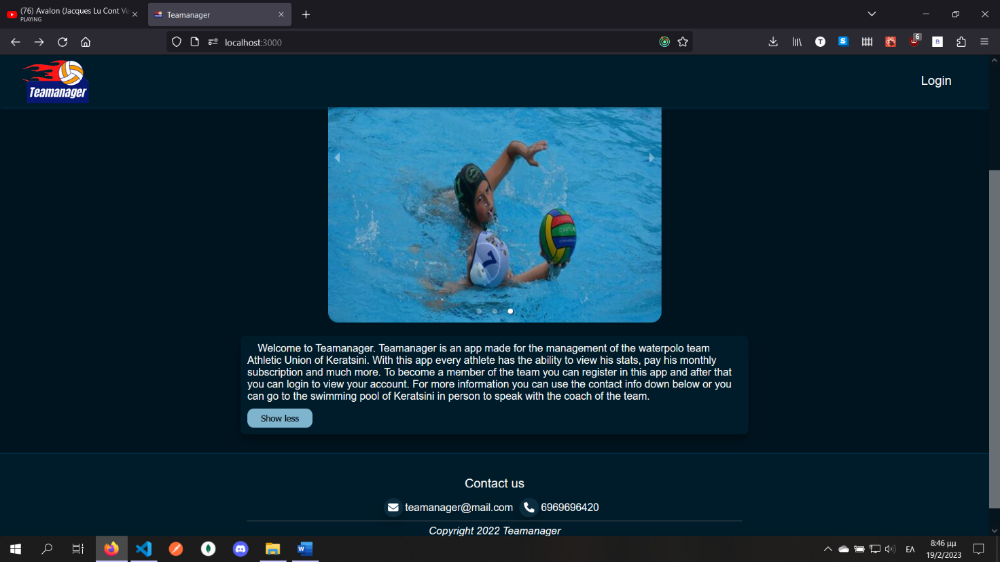 (76) Avalon (Jacques Lu Cont Ve
PLAYING
Teamanager
localhost:3000
6
Teamanager
Login
1
7
Welcome to Teamanager. Teamanager is an app made for the management of the waterpolo team
Athletic Union of Keratsini. With this app every athlete has the ability to view his stats, pay his monthly
subscription and much more. To become a member of the team you can register in this app and after that
you can login to view your account. For more information you can use the contact info down below or you
can go to the swimming pool of Keratsini in person to speak with the coach of the team.
Show less
Contact us
teamanager@mail.com 6969696420
Copyright 2022 Teamanager
ΕΛ
8:46 μμ
19/2/2023